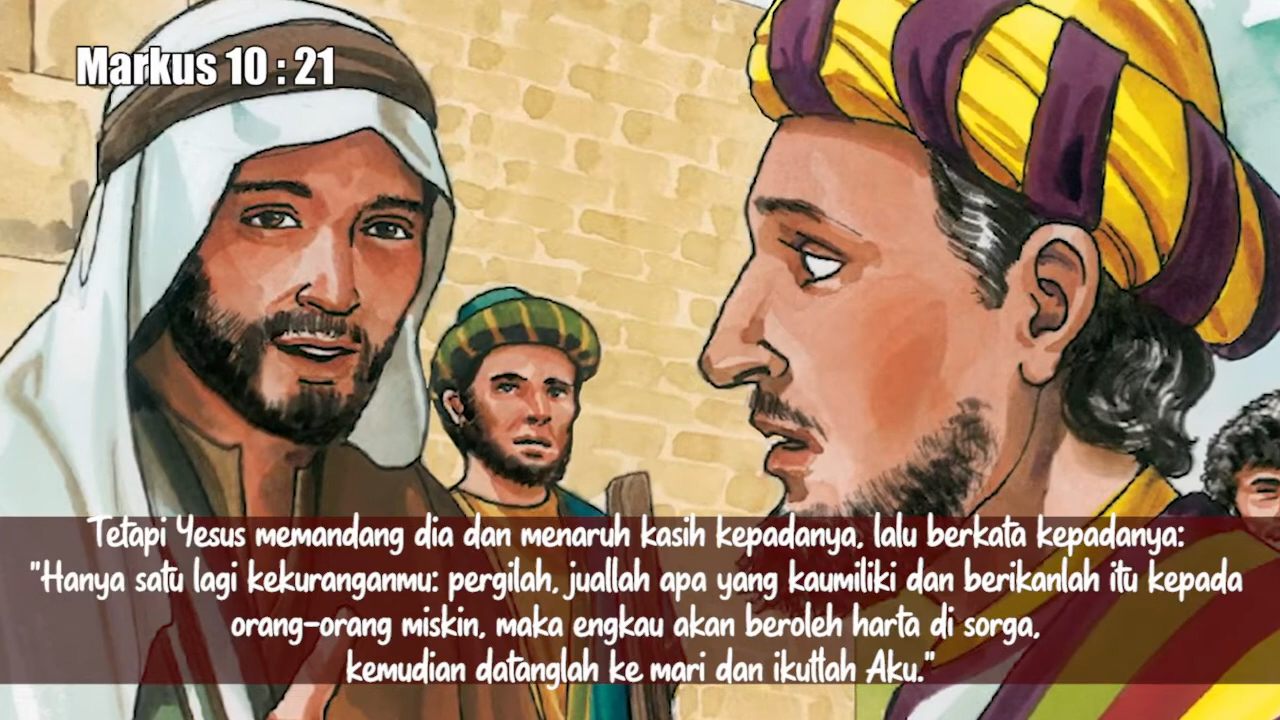 Markus 10 : 21
Tetapi Yesus memandang dia dan menaruh kasih kepadanya, lalu berkata kepadanya:
"Hanya satu lagi kekuranganmu: pergilah, juallah apa yang kaumiliki dan berikanlah itu kepada
orang-orang miskin, maka engkau akan beroleh harta di sorga,
kemudian datanglah ke mari dan ikutlah Aku."